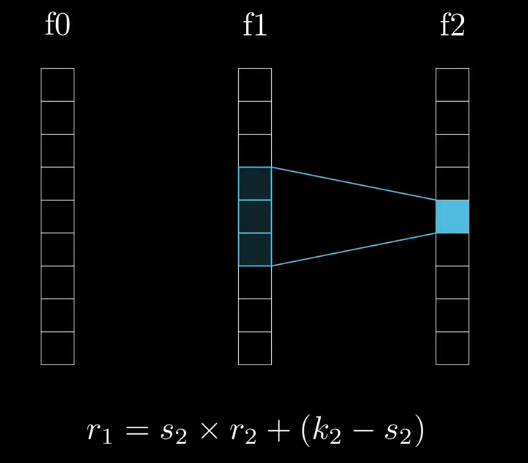 f0 f1 f2
r₁ = s₂ × r₂ + (k₂ − s₂)